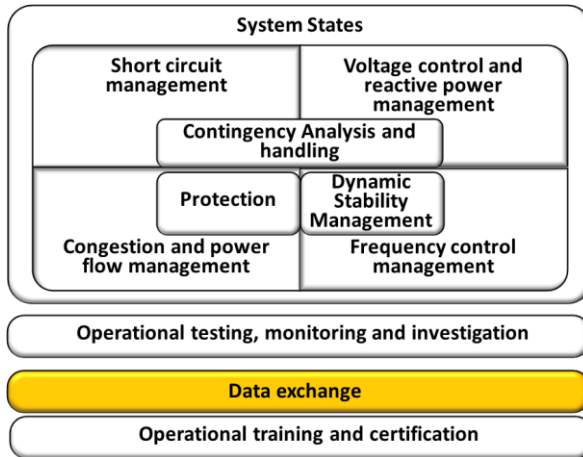 System States
Short circuit
management
Voltage control and
reactive power
management
Contingency Analysis and
handling
Protection
Dynamic
Stability
Management
Congestion and power
flow management
Frequency control
management
Operational testing, monitoring and investigation
Data exchange
Operational training and certification